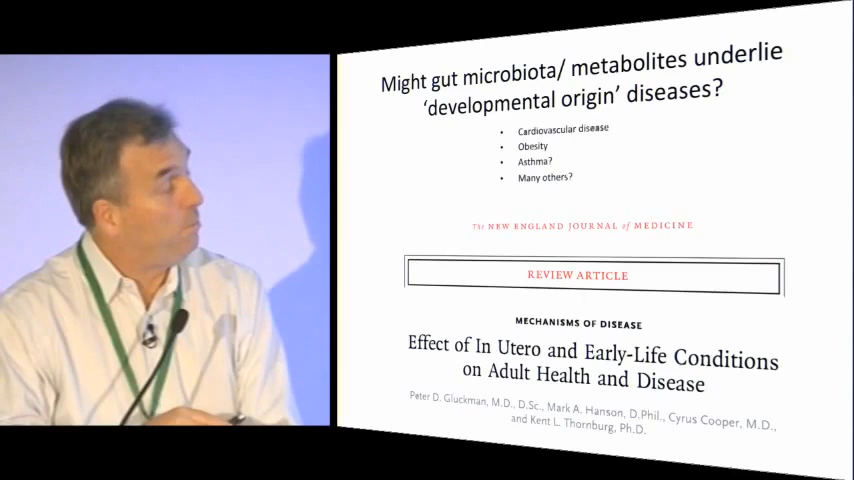 Might gut microbiota/ metabolites underlie
‘developmental origin’ diseases?
• Cardiovascular disease
• Obesity
• Asthma?
• Many others?
The NEW ENGLAND JOURNAL of MEDICINE
REVIEW ARTICLE
MECHANISMS OF DISEASE
Effect of In Utero and Early-Life Conditions
on Adult Health and Disease
Peter D. Gluckman, M.D., D.Sc., Mark A. Hanson, D.Phil., Cyrus Cooper, M.D.,
and Kent L. Thornburg, Ph.D.